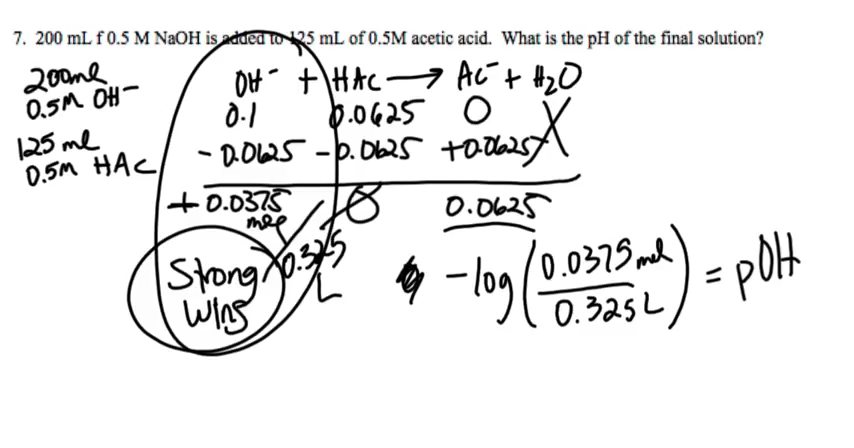 7. 200 mL f 0.5 M NaOH is added to 125 mL of 0.5M acetic acid. What is the pH of the final solution?
200ml
0.5M OH⁻
125 ml
0.5M HAC
OH⁻ + HAC → AC⁻ + H₂O
0.1 0.0625 0 X
- 0.0625 - 0.0625 +0.0625
+ 0.0375 0 0.0625
0.325
L
Strong
Wins
-log(0.0375 mol / 0.325 L) = pOH